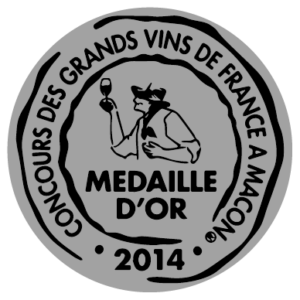 CONCOURS DES GRANDS VINS DE FRANCE A MACON ®
MEDAILLE
D'OR
• 2014 •